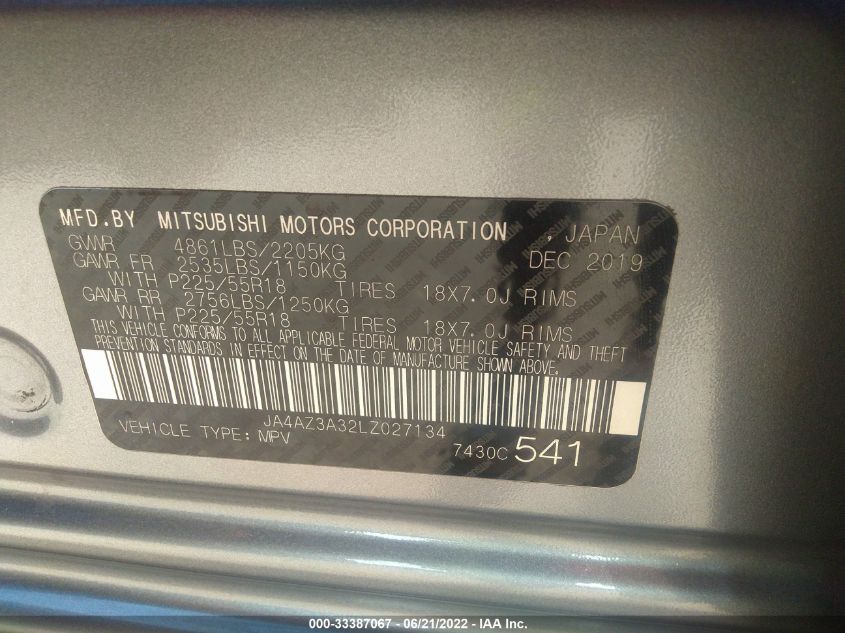 MFD.BY MITSUBISHI MOTORS CORPORATION , JAPAN
GVWR 4861LBS/2205KG DEC 2019
GAWR FR 2535LBS/1150KG
WITH P225/55R18 TIRES 18X7.0J RIMS
GAWR RR 2756LBS/1250KG
WITH P225/55R18 TIRES 18X7.0J RIMS
THIS VEHICLE CONFORMS TO ALL APPLICABLE FEDERAL MOTOR VEHICLE SAFETY AND THEFT
PREVENTION STANDARDS IN EFFECT ON THE DATE OF MANUFACTURE SHOWN ABOVE.
JA4AZ3A32LZ027134
VEHICLE TYPE: MPV 7430C 541
000-33387067 - 06/21/2022 - IAA Inc.